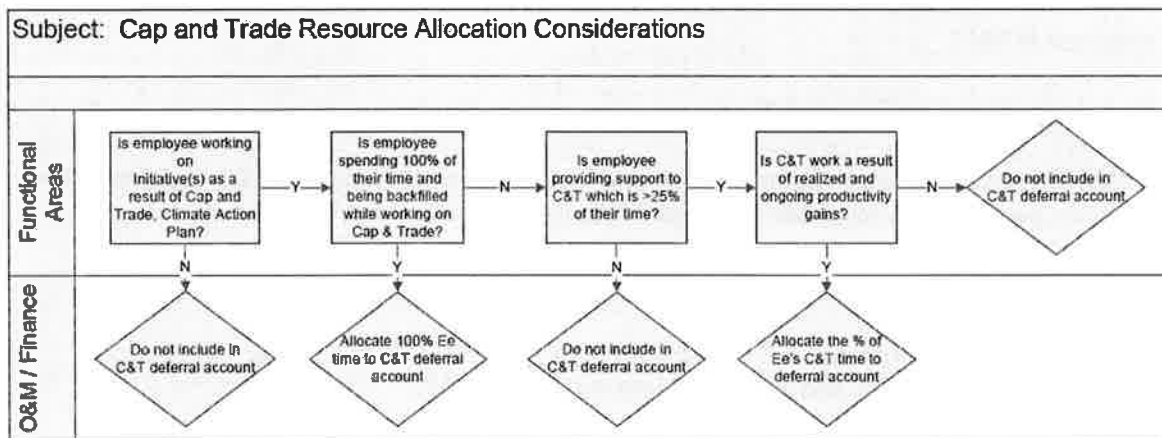 Subject: Cap and Trade Resource Allocation Considerations
Functional
Areas
Is employee working
on
Initiative(s) as a
result of Cap and
Trade, Climate Action
Plan?
Y
Is employee
spending 100% of
their time and
being backfilled
while working on
Cap & Trade?
N
Is employee
providing support to
C&T which is >25%
of their time?
Y
Is C&T work a result
of realized and
ongoing productivity
gains?
N
Do not include in
C&T deferral account
N
Y
N
Y
O&M / Finance
Do not include in
C&T deferral account
Allocate 100% Ee
time to C&T deferral
account
Do not include in
C&T deferral account
Allocate the % of
Ee's C&T time to
deferral account